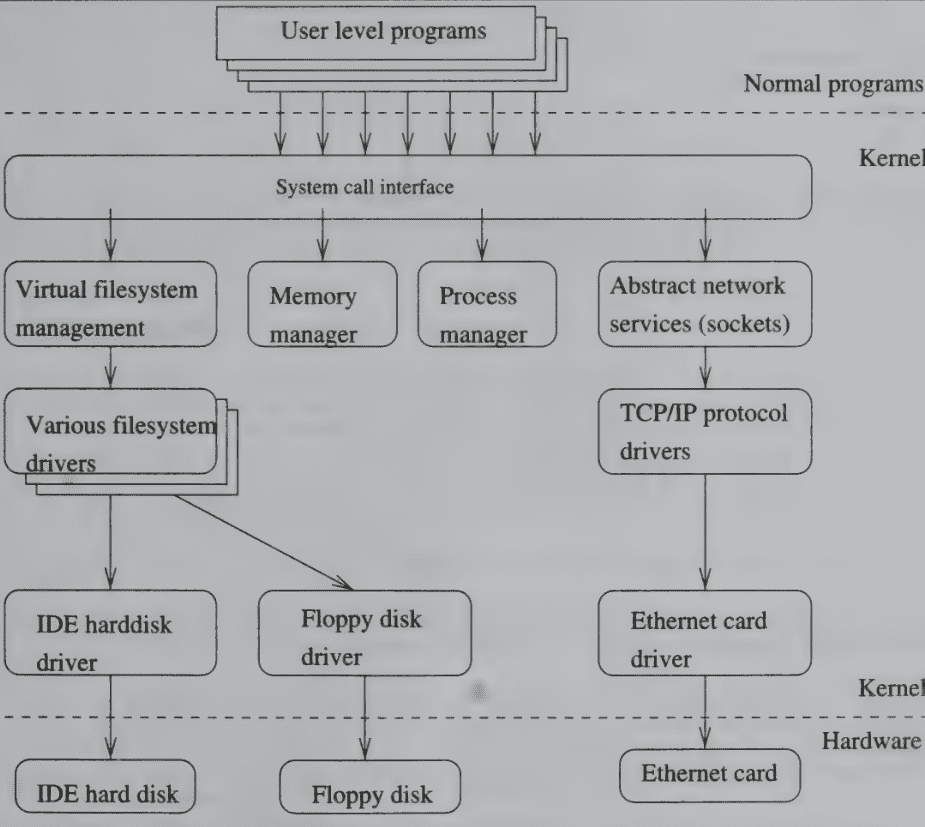 User level programs
Normal programs
Kernel
System call interface
Virtual filesystem
management
Memory
manager
Process
manager
Abstract network
services (sockets)
Various filesystem
drivers
TCP/IP protocol
drivers
IDE harddisk
driver
Floppy disk
driver
Ethernet card
driver
Kernel
Hardware
IDE hard disk
Floppy disk
Ethernet card